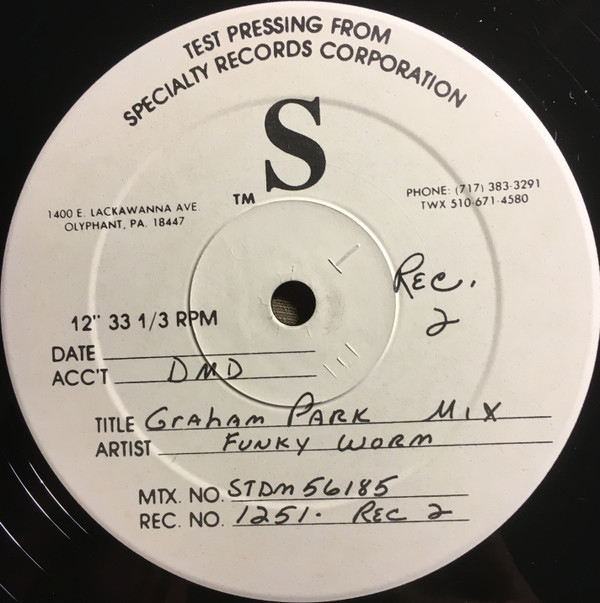 TEST PRESSING FROM
SPECIALTY RECORDS CORPORATION
S
TM
1400 E. LACKAWANNA AVE.
OLYPHANT, PA. 18447
PHONE: (717) 383-3291
TWX 510-671-4580
REC.
2
12" 33 1/3 RPM
DATE
ACC'T DMD
TITLE GRAHAM PARK MIX
ARTIST FUNKY WORM
MTX. NO. STDM 56185
REC. NO. 1251. REC 2